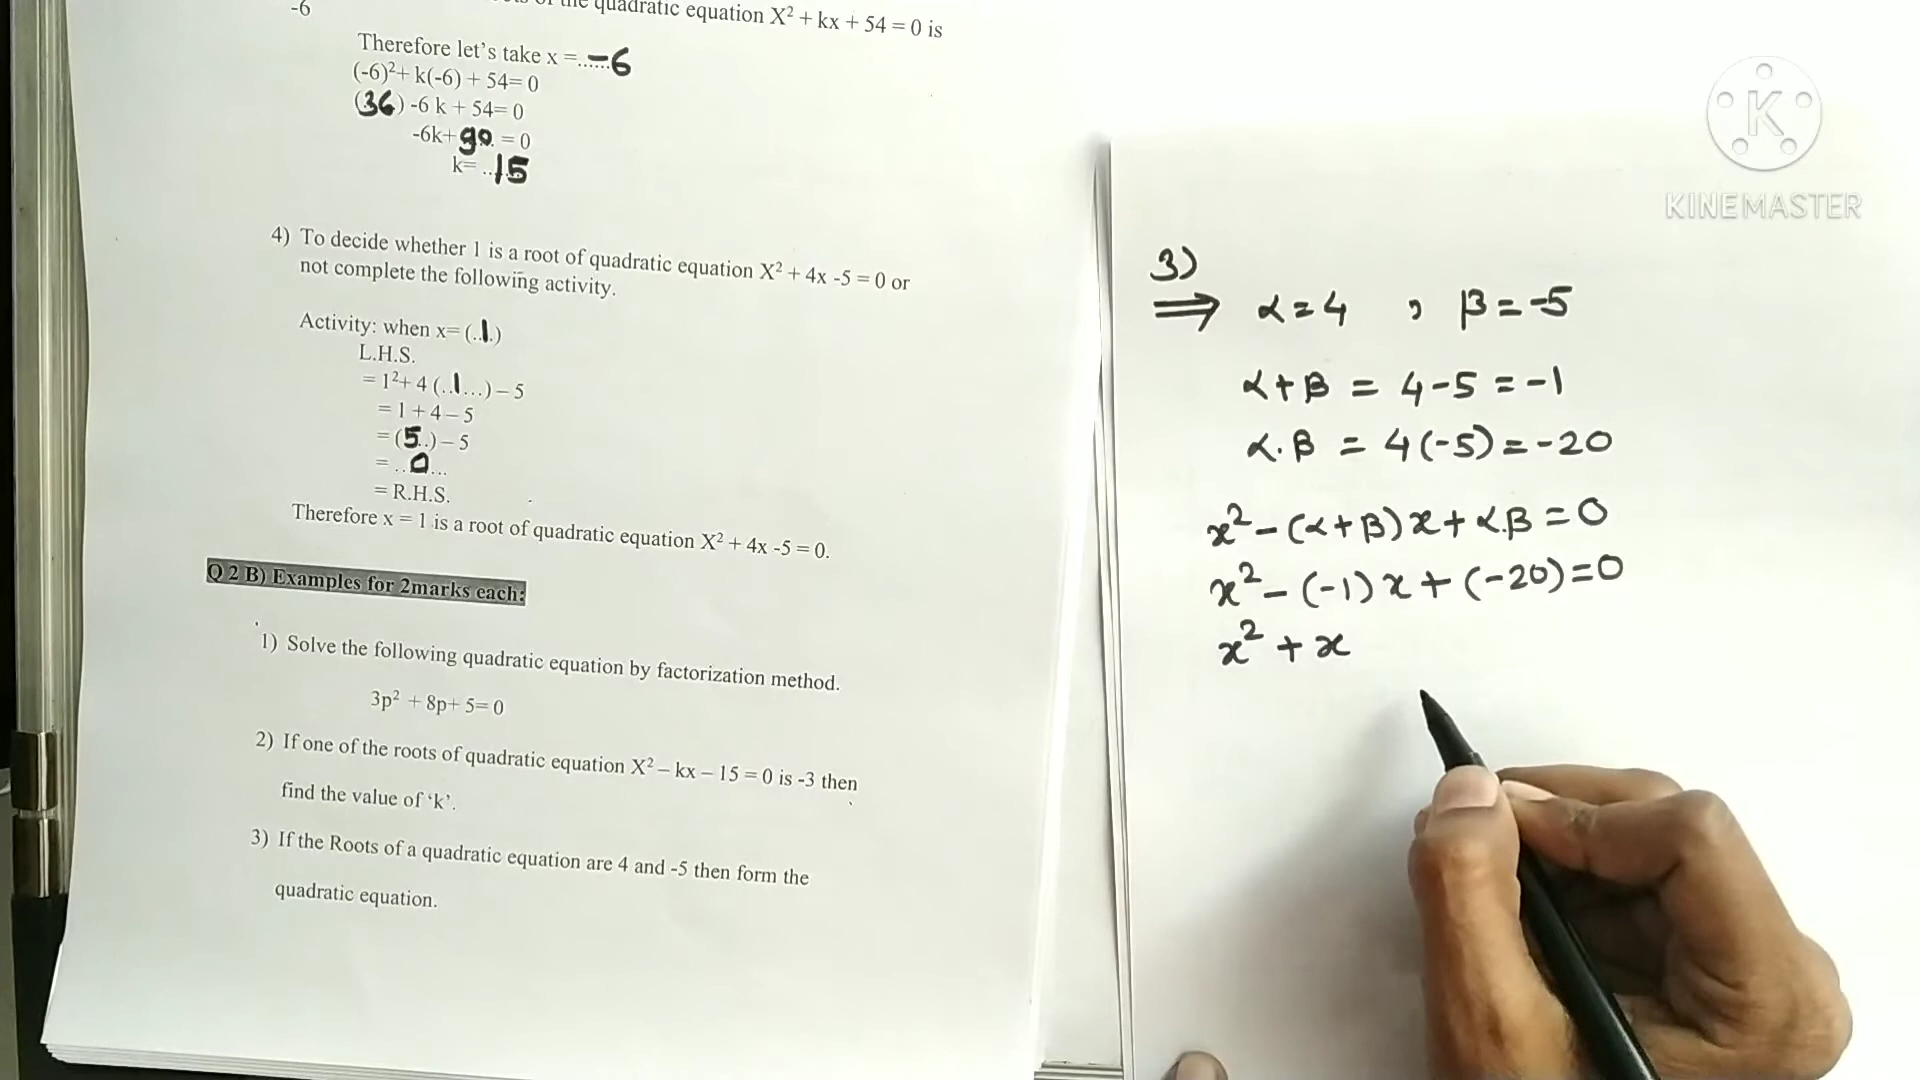 of the quadratic equation X² + kx + 54 = 0 is
-6
Therefore let's take x =......-6
(-6)²+ k(-6) + 54= 0
(36) -6 k + 54= 0
-6k+90. = 0
k= ..15
4) To decide whether 1 is a root of quadratic equation X² + 4x -5 = 0 or
not complete the following activity.
Activity: when x= (..1.)
L.H.S.
= 1²+ 4 (..1...) – 5
= 1 + 4 – 5
= (5..) – 5
= ..0...
= R.H.S.
Therefore x = 1 is a root of quadratic equation X² + 4x -5 = 0.
Q 2 B) Examples for 2marks each:
1) Solve the following quadratic equation by factorization method.
3p² + 8p+ 5= 0
2) If one of the roots of quadratic equation X² – kx – 15 = 0 is -3 then
find the value of ‘k’.
3) If the Roots of a quadratic equation are 4 and -5 then form the
quadratic equation.
K
KINEMASTER
3)
⟹ α = 4 , β = -5
α + β = 4 - 5 = -1
α . β = 4 (-5) = -20
x² - (α + β) x + α . β = 0
x² - (-1) x + (-20) = 0
x² + x